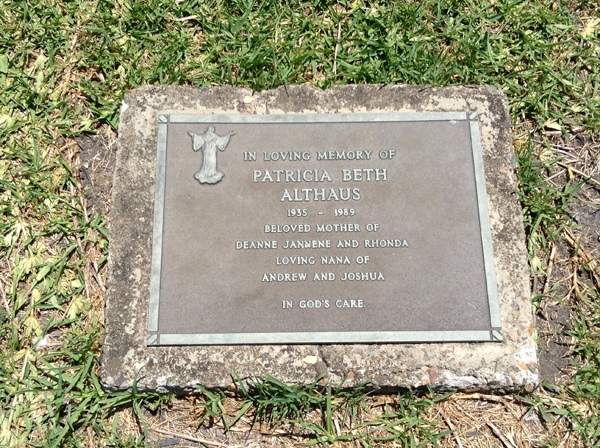 IN LOVING MEMORY OF
PATRICIA BETH
ALTHAUS
1935 - 1989
BELOVED MOTHER OF
DEANNE JANNENE AND RHONDA
LOVING NANA OF
ANDREW AND JOSHUA
IN GOD'S CARE.